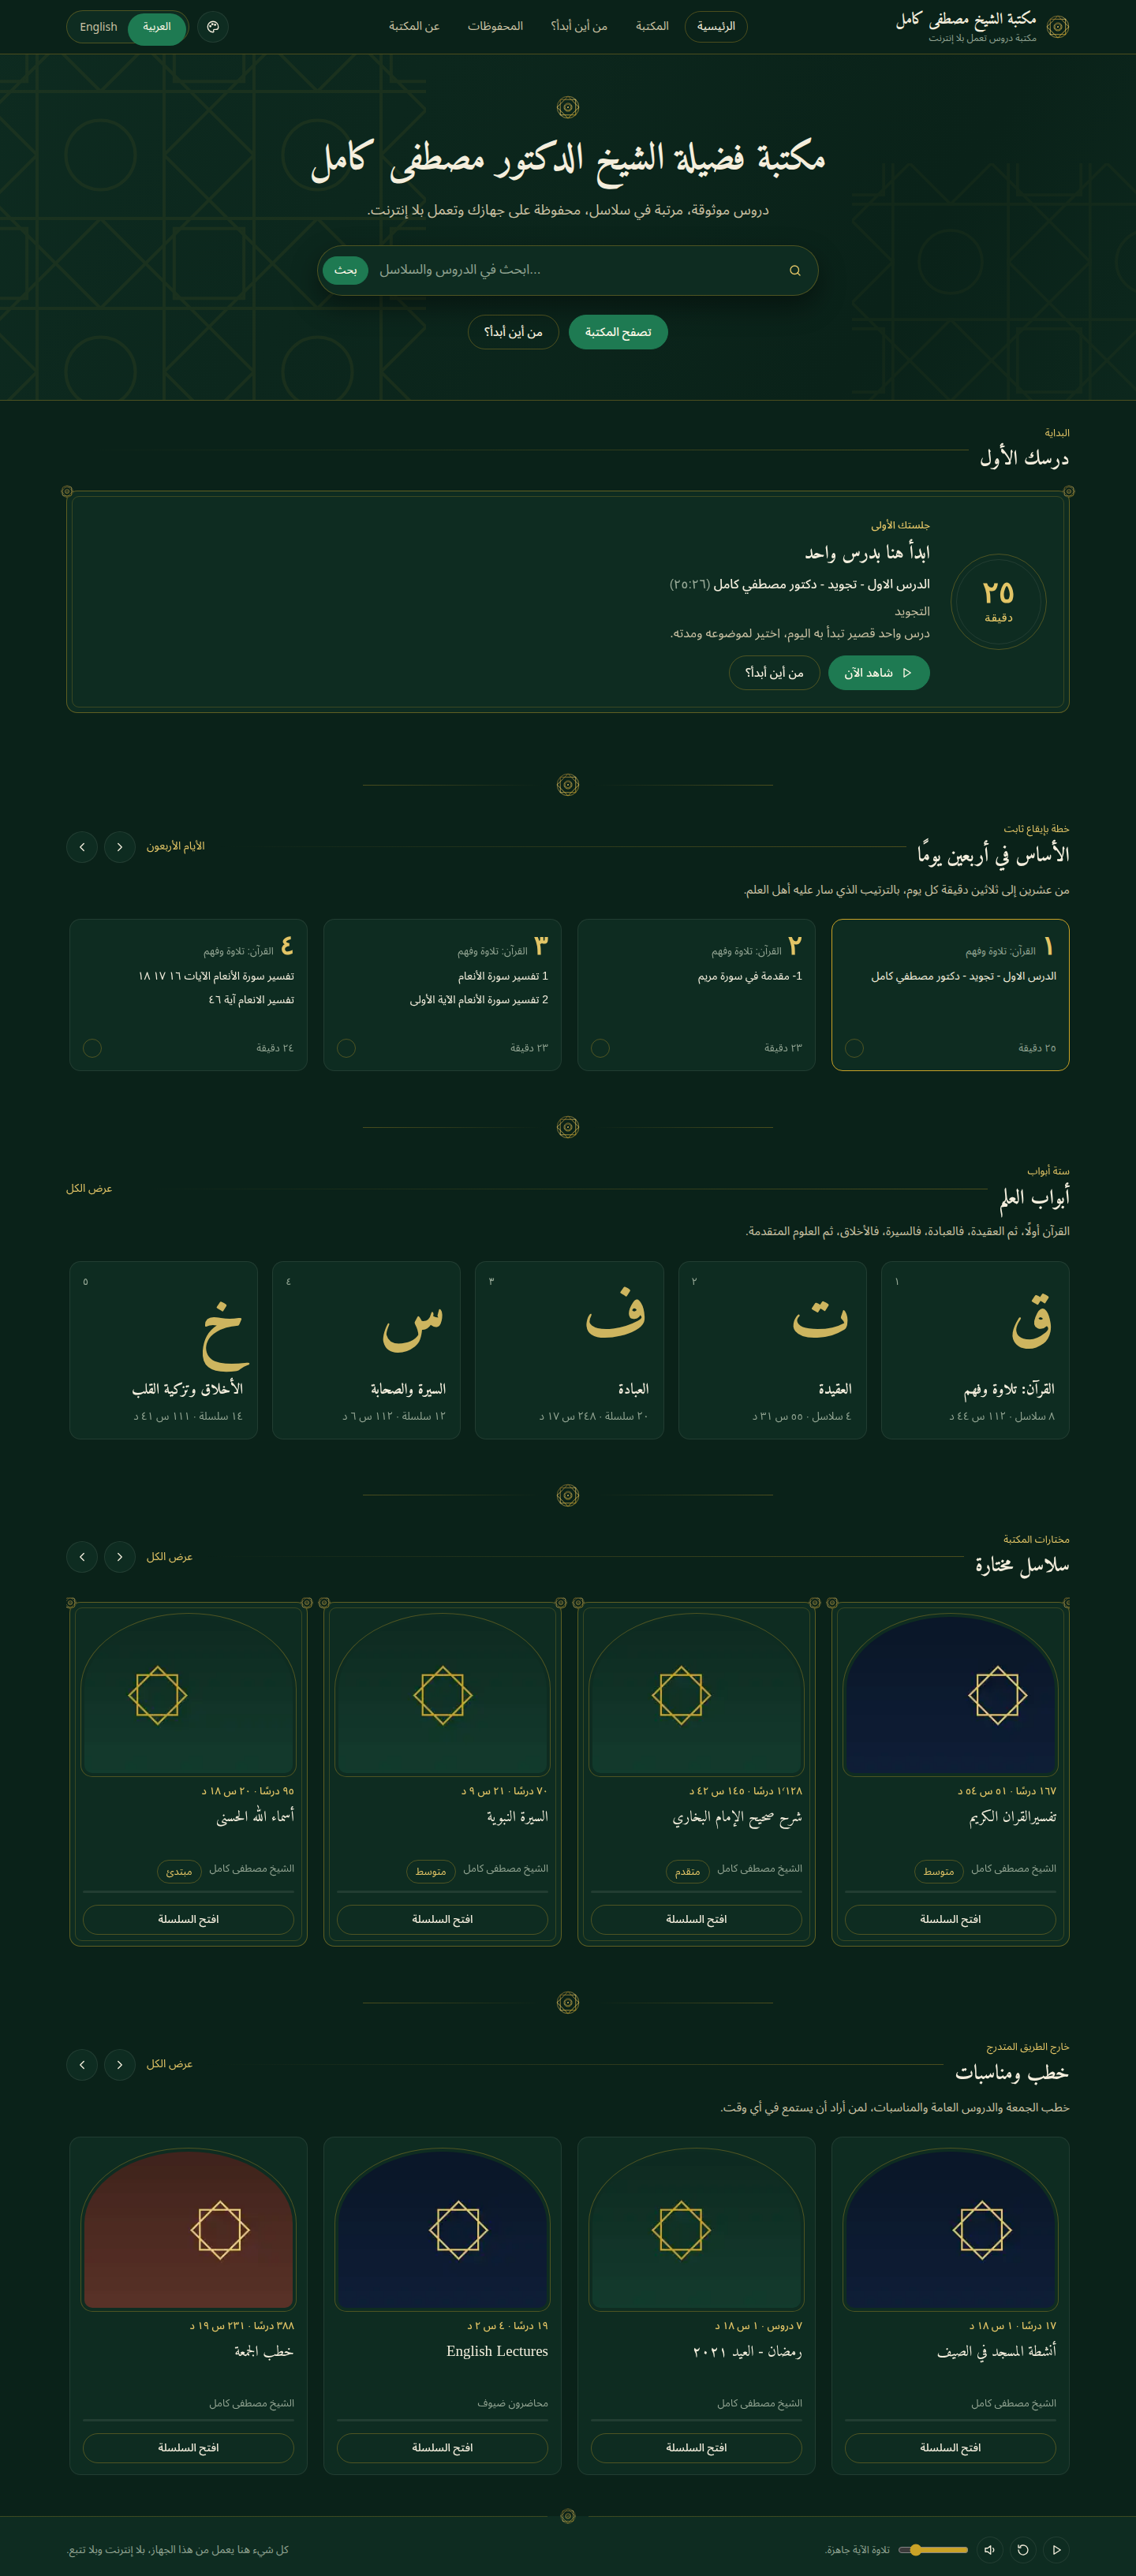 مكتبة الشيخ مصطفى كامل
مكتبة دروس تعمل بلا إنترنت
الرئيسية
المكتبة
من أين أبدأ؟
المحفوظات
عن المكتبة
العربية
English
مكتبة فضيلة الشيخ الدكتور مصطفى كامل
دروس موثوقة، مرتبة في سلاسل، محفوظة على جهازك وتعمل بلا إنترنت.
ابحث في الدروس والسلاسل...
بحث
تصفح المكتبة
من أين أبدأ؟
البداية
درسك الأول
٢٥
دقيقة
جلستك الأولى
ابدأ هنا بدرس واحد
الدرس الاول - تجويد - دكتور مصطفي كامل (٢٥:٢٦)
التجويد
درس واحد قصير تبدأ به اليوم، اختير لموضوعه ومدته.
شاهد الآن
من أين أبدأ؟
خطة بإيقاع ثابت
الأساس في أربعين يومًا
الأيام الأربعون
من عشرين إلى ثلاثين دقيقة كل يوم، بالترتيب الذي سار عليه أهل العلم.
١ القرآن: تلاوة وفهم
الدرس الاول - تجويد - دكتور مصطفي كامل
٢٥ دقيقة
٢ القرآن: تلاوة وفهم
1- مقدمة في سورة مريم
٢٣ دقيقة
٣ القرآن: تلاوة وفهم
1 تفسير سورة الأنعام
2 تفسير سورة الأنعام الآية الأولى
٢٣ دقيقة
٤ القرآن: تلاوة وفهم
تفسير سورة الأنعام الآيات ١٦ ١٧ ١٨
تفسير الانعام آية ٤٦
٢٤ دقيقة
ستة أبواب
أبواب العلم
عرض الكل
القرآن أولًا، ثم العقيدة، فالعبادة، فالسيرة، فالأخلاق، ثم العلوم المتقدمة.
١
ق
القرآن: تلاوة وفهم
٨ سلاسل · ١١٢ س ٤٤ د
٢
ت
العقيدة
٤ سلاسل · ٥٥ س ٣١ د
٣
ف
العبادة
٢٠ سلسلة · ٢٤٨ س ١٧ د
٤
س
السيرة والصحابة
١٢ سلسلة · ١١٢ س ٦ د
٥
خ
الأخلاق وتزكية القلب
١٤ سلسلة · ١١١ س ٤١ د
مختارات المكتبة
سلاسل مختارة
عرض الكل
١٦٧ درسًا · ٥١ س ٥٤ د
تفسيرالقران الكريم
الشيخ مصطفى كامل
متوسط
افتح السلسلة
١٬١٢٨ درسًا · ١٤٥ س ٤٢ د
شرح صحيح الإمام البخاري
الشيخ مصطفى كامل
متقدم
افتح السلسلة
٧٠ درسًا · ٢١ س ٩ د
السيرة النبوية
الشيخ مصطفى كامل
متوسط
افتح السلسلة
٩٥ درسًا · ٢٠ س ١٨ د
أسماء الله الحسنى
الشيخ مصطفى كامل
مبتدئ
افتح السلسلة
خارج الطريق المتدرج
خطب ومناسبات
عرض الكل
خطب الجمعة والدروس العامة والمناسبات، لمن أراد أن يستمع في أي وقت.
١٧ درسًا · ١ س ١٨ د
أنشطة المسجد في الصيف
الشيخ مصطفى كامل
افتح السلسلة
٧ دروس · ١ س ١٨ د
رمضان - العيد ٢٠٢١
الشيخ مصطفى كامل
افتح السلسلة
١٩ درسًا · ٤ س ٢ د
English Lectures
محاضرون ضيوف
افتح السلسلة
٣٨٨ درسًا · ٢٣١ س ١٩ د
خطب الجمعة
الشيخ مصطفى كامل
افتح السلسلة
تلاوة الآية جاهزة.
كل شيء هنا يعمل من هذا الجهاز، بلا إنترنت وبلا تتبع.